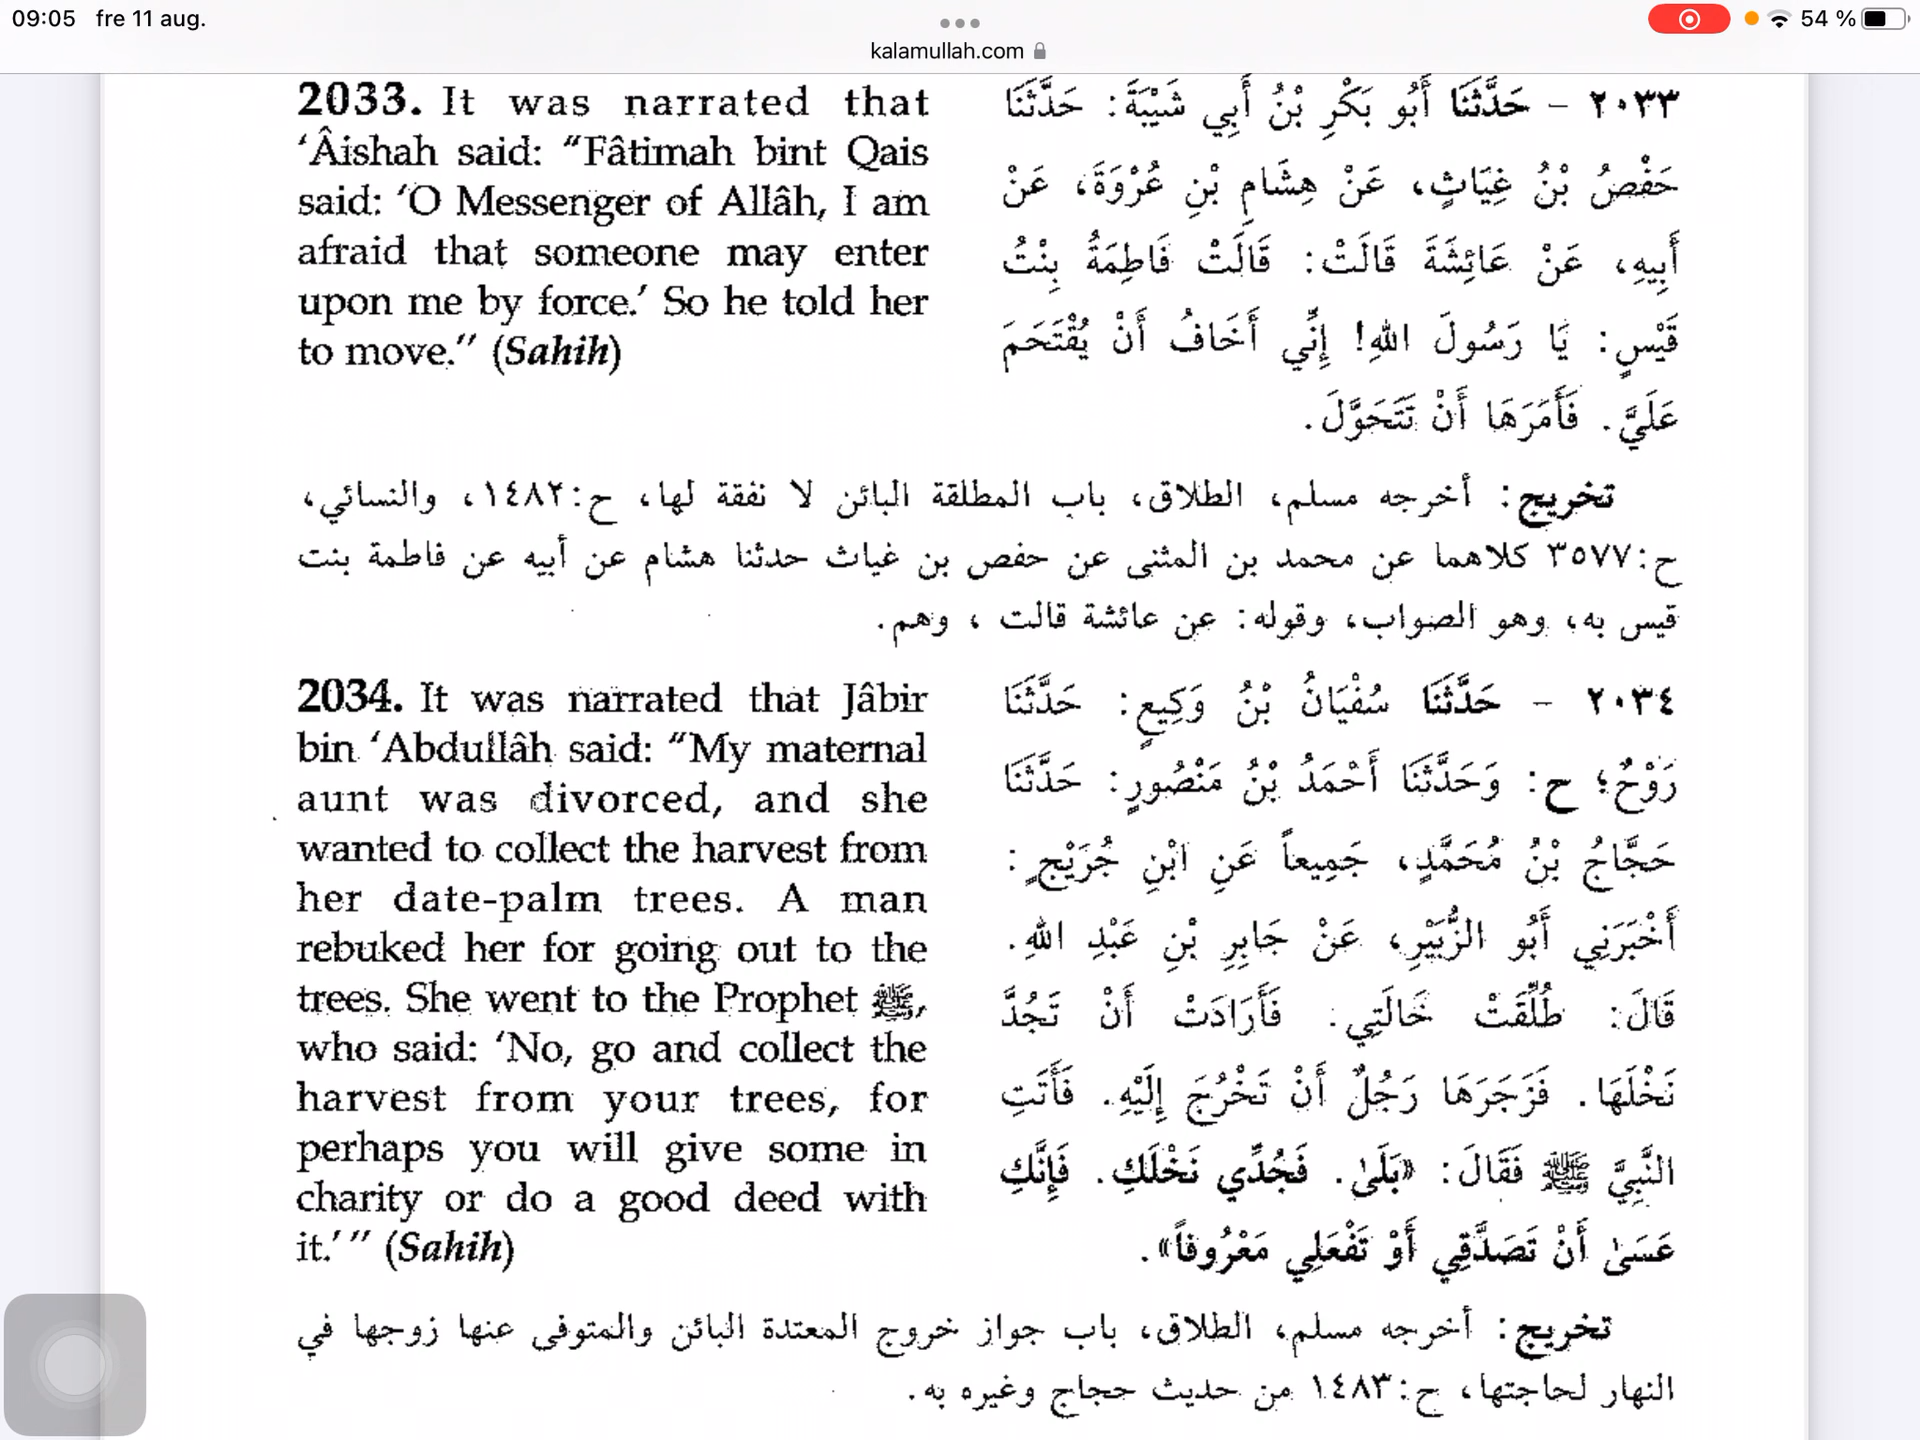 09:05 fre 11 aug.
54 %
kalamullah.com
2033. It was narrated that
‘Âishah said: “Fâtimah bint Qais
said: ‘O Messenger of Allâh, I am
afraid that someone may enter
upon me by force.’ So he told her
to move.” (Sahih)
٢٠٣٣ – حَدَّثَنَا أَبُو بَكْرِ بْنُ أَبِي شَيْبَةَ: حَدَّثَنَا
حَفْصُ بْنُ غِيَاثٍ، عَنْ هِشَامِ بْنِ عُرْوَةَ، عَنْ
أَبِيهِ، عَنْ عَائِشَةَ قَالَتْ: قَالَتْ فَاطِمَةُ بِنْتُ
قَيْسٍ: يَا رَسُولَ اللهِ! إِنِّي أَخَافُ أَنْ يُقْتَحَمَ
عَلَيَّ. فَأَمَرَهَا أَنْ تَتَحَوَّلَ.
تخريج: أخرجه مسلم، الطلاق، باب المطلقة البائن لا نفقة لها، ح:١٤٨٢، والنسائي،
ح:٣٥٧٧ كلاهما عن محمد بن المثنى عن حفص بن غياث حدثنا هشام عن أبيه عن فاطمة بنت
قيس به، وهو الصواب، وقوله: عن عائشة قالت ، وهم.
2034. It was narrated that Jâbir
bin ‘Abdullâh said: “My maternal
aunt was divorced, and she
wanted to collect the harvest from
her date-palm trees. A man
rebuked her for going out to the
trees. She went to the Prophet ﷺ,
who said: ‘No, go and collect the
harvest from your trees, for
perhaps you will give some in
charity or do a good deed with
it.’” (Sahih)
٢٠٣٤ – حَدَّثَنَا سُفْيَانُ بْنُ وَكِيعٍ: حَدَّثَنَا
رَوْحٌ؛ ح: وَحَدَّثَنَا أَحْمَدُ بْنُ مَنْصُورٍ: حَدَّثَنَا
حَجَّاجُ بْنُ مُحَمَّدٍ، جَمِيعاً عَنِ ابْنِ جُرَيْجٍ:
أَخْبَرَنِي أَبُو الزُّبَيْرِ، عَنْ جَابِرِ بْنِ عَبْدِ اللهِ.
قَالَ: طُلِّقَتْ خَالَتِي. فَأَرَادَتْ أَنْ تَجُدَّ
نَخْلَهَا. فَزَجَرَهَا رَجُلٌ أَنْ تَخْرُجَ إِلَيْهِ. فَأَتَتِ
النَّبِيَّ ﷺ فَقَالَ: «بَلَىٰ. فَجُدِّي نَخْلَكِ. فَإِنَّكِ
عَسَىٰ أَنْ تَصَدَّقِي أَوْ تَفْعَلِي مَعْرُوفاً».
تخريج: أخرجه مسلم، الطلاق، باب جواز خروج المعتدة البائن والمتوفى عنها زوجها في
النهار لحاجتها، ح:١٤٨٣ من حديث حجاج وغيره به.